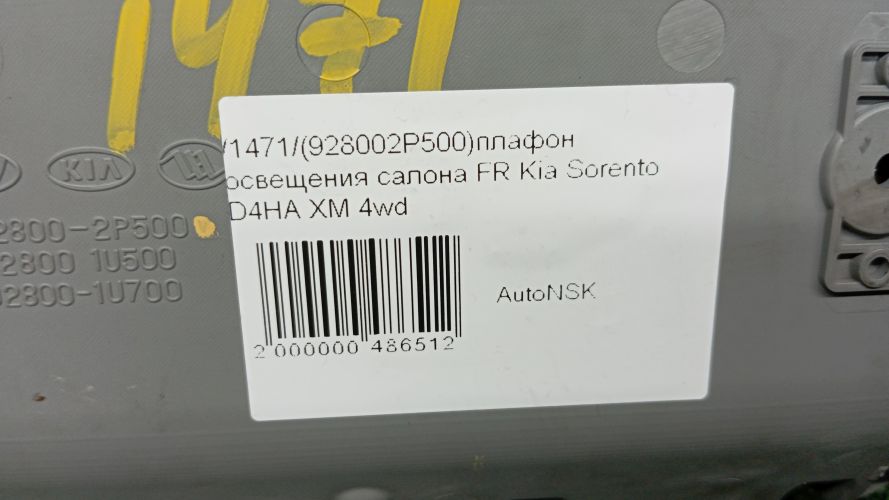 1471
/1471/(928002P500)плафон
освещения салона FR Kia Sorento
D4HA XM 4wd
AutoNSK
2 000000 486512
KIA
2800-2P500
2800 1U500
92800-1U700